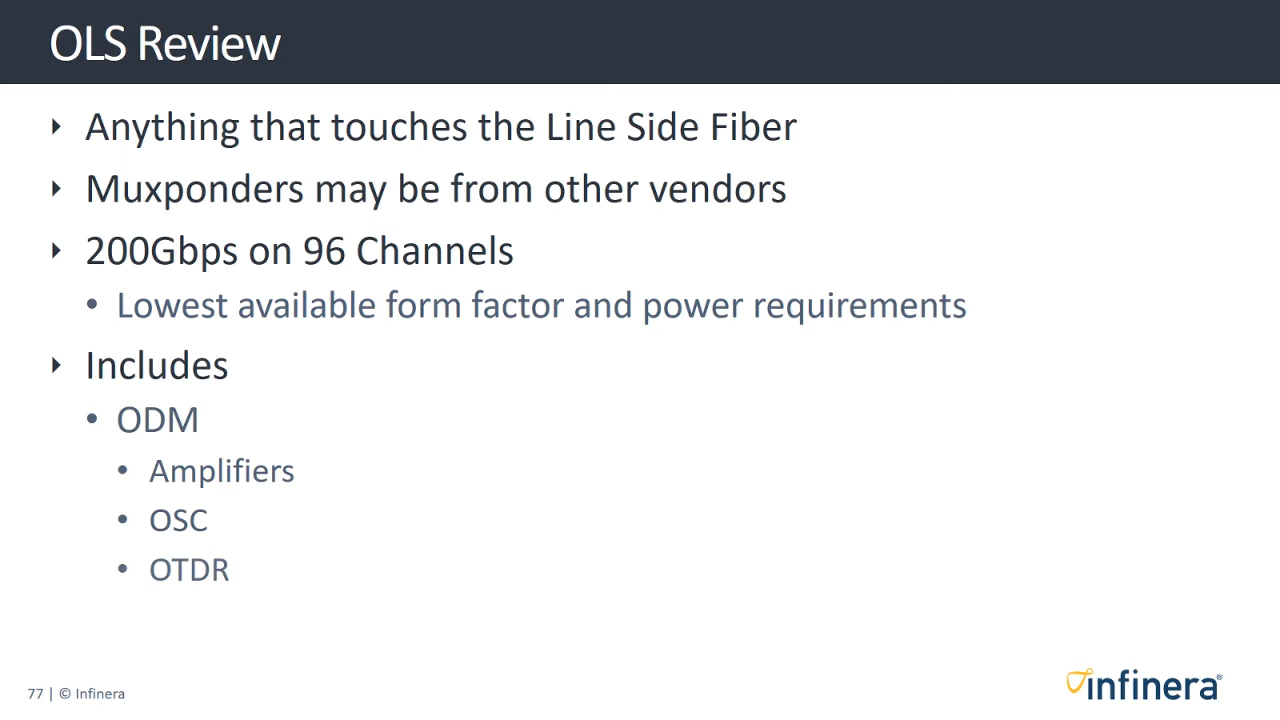 OLS Review
Anything that touches the Line Side Fiber
Muxponders may be from other vendors
200Gbps on 96 Channels
Lowest available form factor and power requirements
Includes
ODM
Amplifiers
OSC
OTDR
77 | © Infinera
infinera®